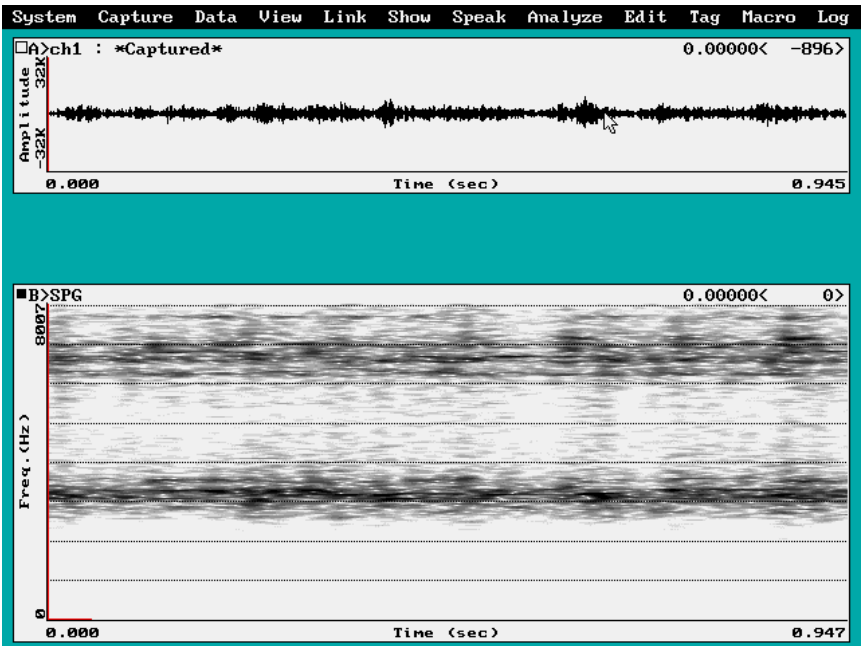 System Capture Data View Link Show Speak Analyze Edit Tag Macro Log
A>ch1 : *Captured* 0.00000< -896>
Amplitude
-32K 32K
0.000 Time (sec) 0.945
B>SPG 0.00000< 0>
8007
Freq.(Hz)
0
0.000 Time (sec) 0.947